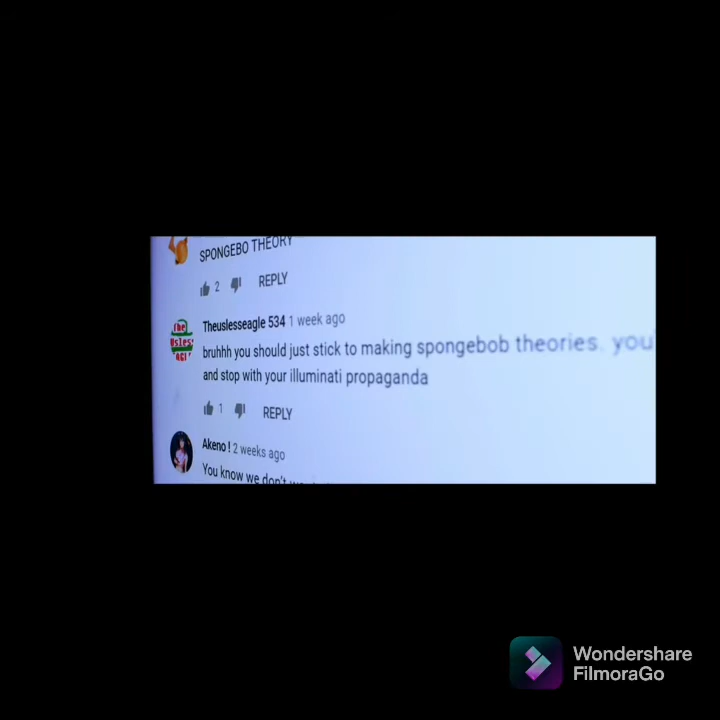 SPONGEBO THEORY
2 REPLY
Theuslesseagle 534 1 week ago
bruhhh you should just stick to making spongebob theories. you'
and stop with your illuminati propaganda
1 REPLY
Akeno ! 2 weeks ago
You know we don't
Wondershare
FilmoraGo